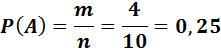 P(A) = m/n = 4/10 = 0,25